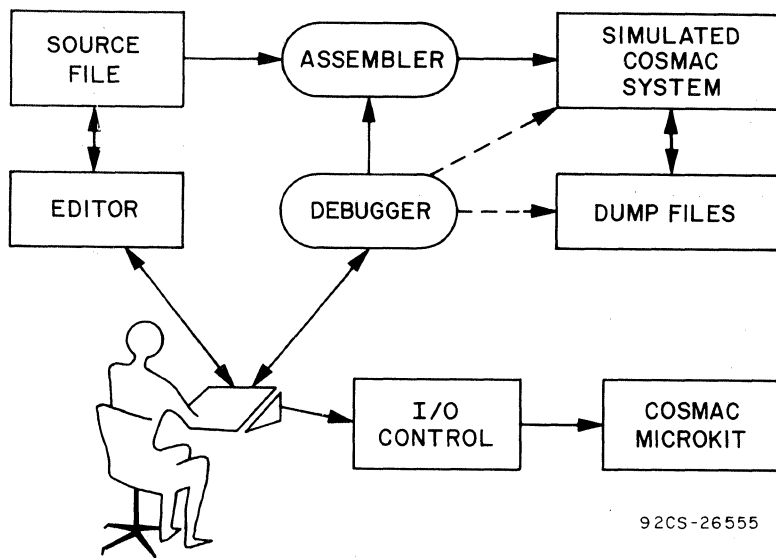 SOURCE
FILE
ASSEMBLER
SIMULATED
COSMAC
SYSTEM
EDITOR
DEBUGGER
DUMP FILES
I/O
CONTROL
COSMAC
MICROKIT
92CS-26555